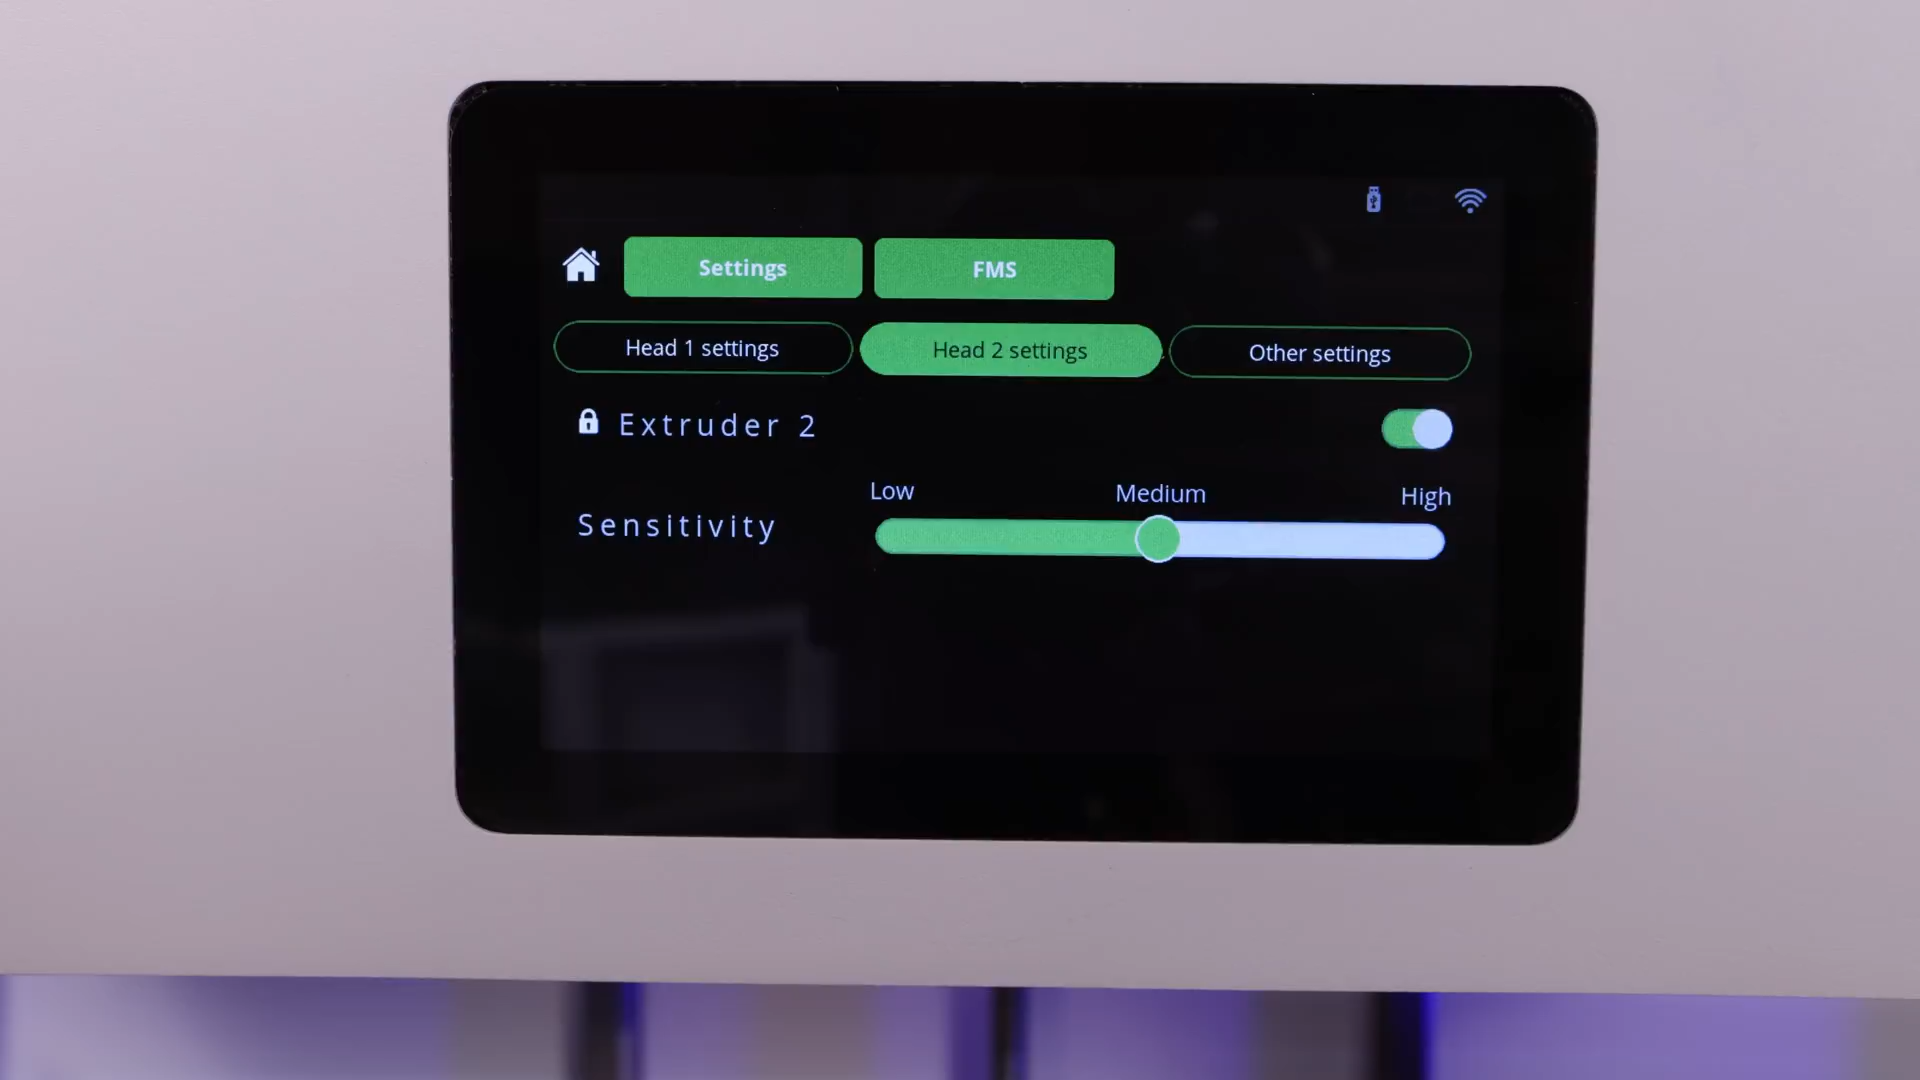 Settings FMS
Head 1 settings Head 2 settings Other settings
Extruder 2
Low Medium High
Sensitivity